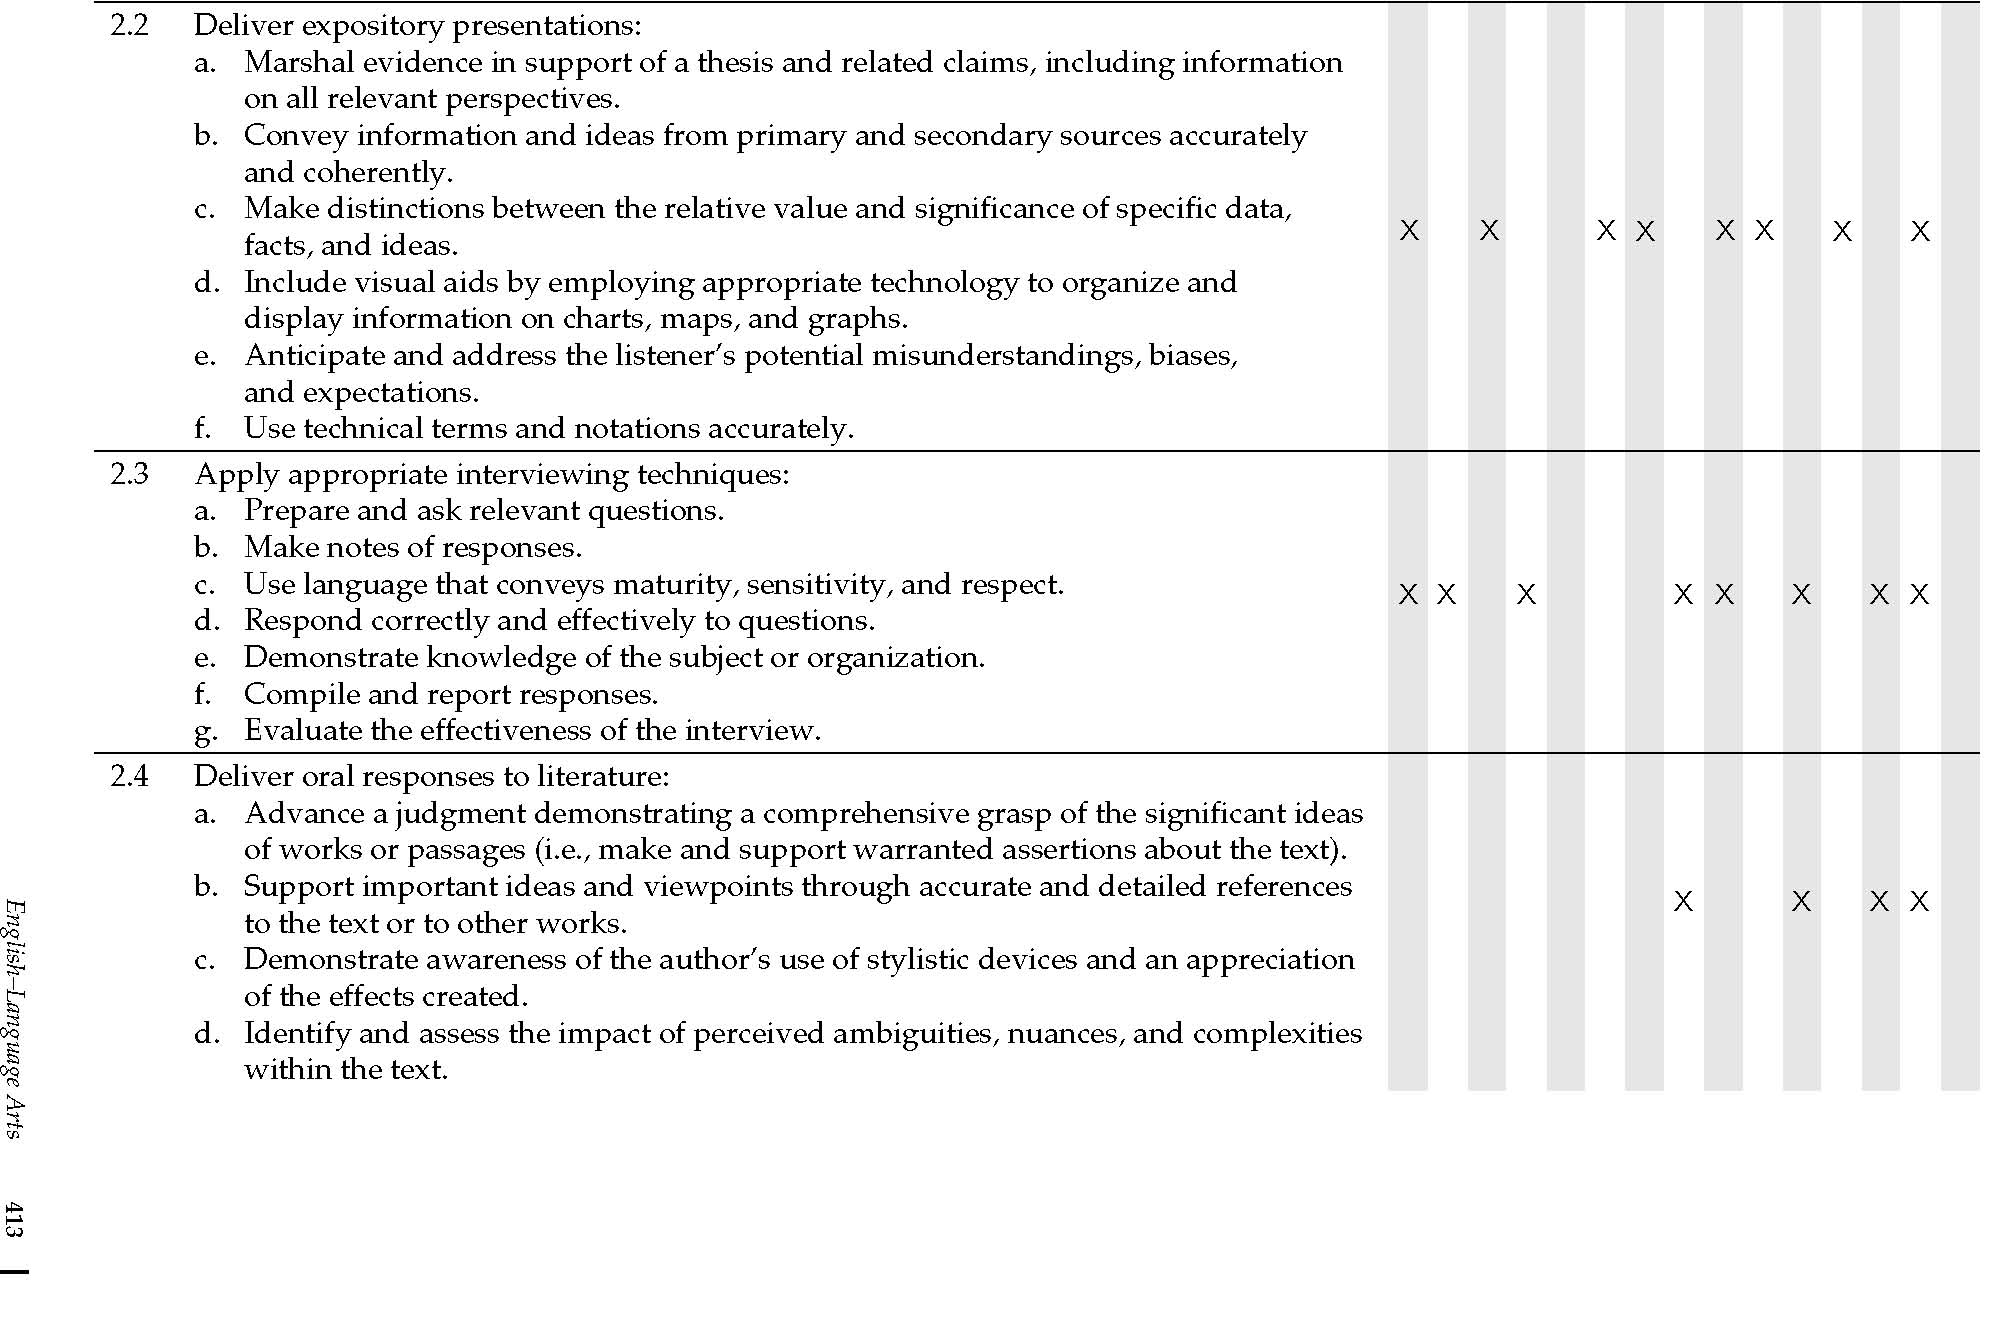 2.2 Deliver expository presentations:
a. Marshal evidence in support of a thesis and related claims, including information
on all relevant perspectives.
b. Convey information and ideas from primary and secondary sources accurately
and coherently.
c. Make distinctions between the relative value and significance of specific data,
facts, and ideas.
X X X X X X X X
d. Include visual aids by employing appropriate technology to organize and
display information on charts, maps, and graphs.
e. Anticipate and address the listener’s potential misunderstandings, biases,
and expectations.
f. Use technical terms and notations accurately.
2.3 Apply appropriate interviewing techniques:
a. Prepare and ask relevant questions.
b. Make notes of responses.
c. Use language that conveys maturity, sensitivity, and respect.
X X X X X X X X
d. Respond correctly and effectively to questions.
e. Demonstrate knowledge of the subject or organization.
f. Compile and report responses.
g. Evaluate the effectiveness of the interview.
2.4 Deliver oral responses to literature:
a. Advance a judgment demonstrating a comprehensive grasp of the significant ideas
of works or passages (i.e., make and support warranted assertions about the text).
b. Support important ideas and viewpoints through accurate and detailed references
to the text or to other works.
X X X X
c. Demonstrate awareness of the author’s use of stylistic devices and an appreciation
of the effects created.
d. Identify and assess the impact of perceived ambiguities, nuances, and complexities
within the text.
English–Language Arts 413